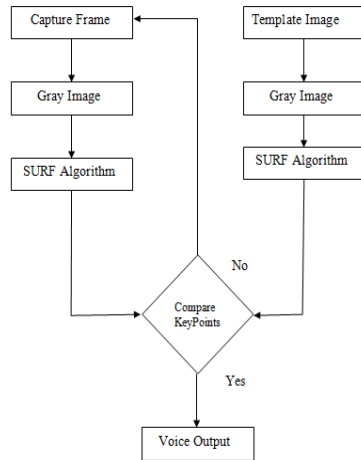 Capture Frame
Template Image
Gray Image
Gray Image
SURF Algorithm
SURF Algorithm
No
Compare
KeyPoints
Yes
Voice Output